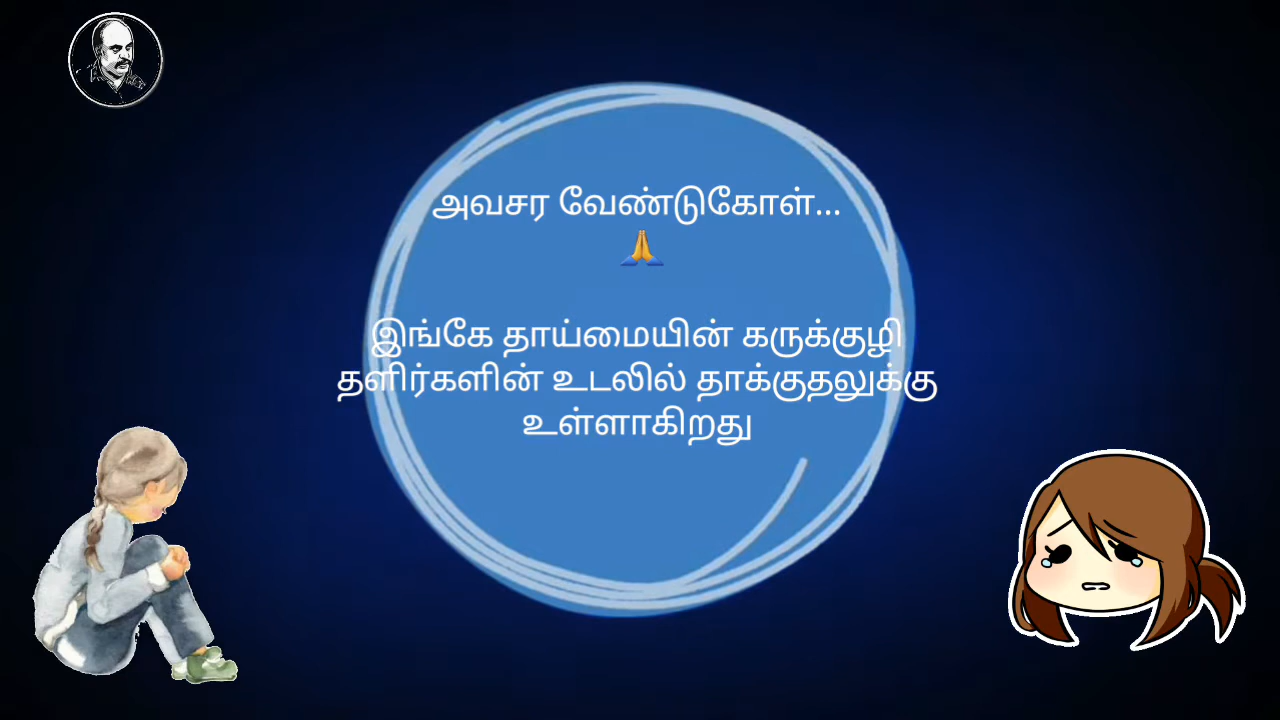 அவசர வேண்டுகோள்...
🙏
இங்கே தாய்மையின் கருக்குழி
தளிர்களின் உடலில் தாக்குதலுக்கு
உள்ளாகிறது